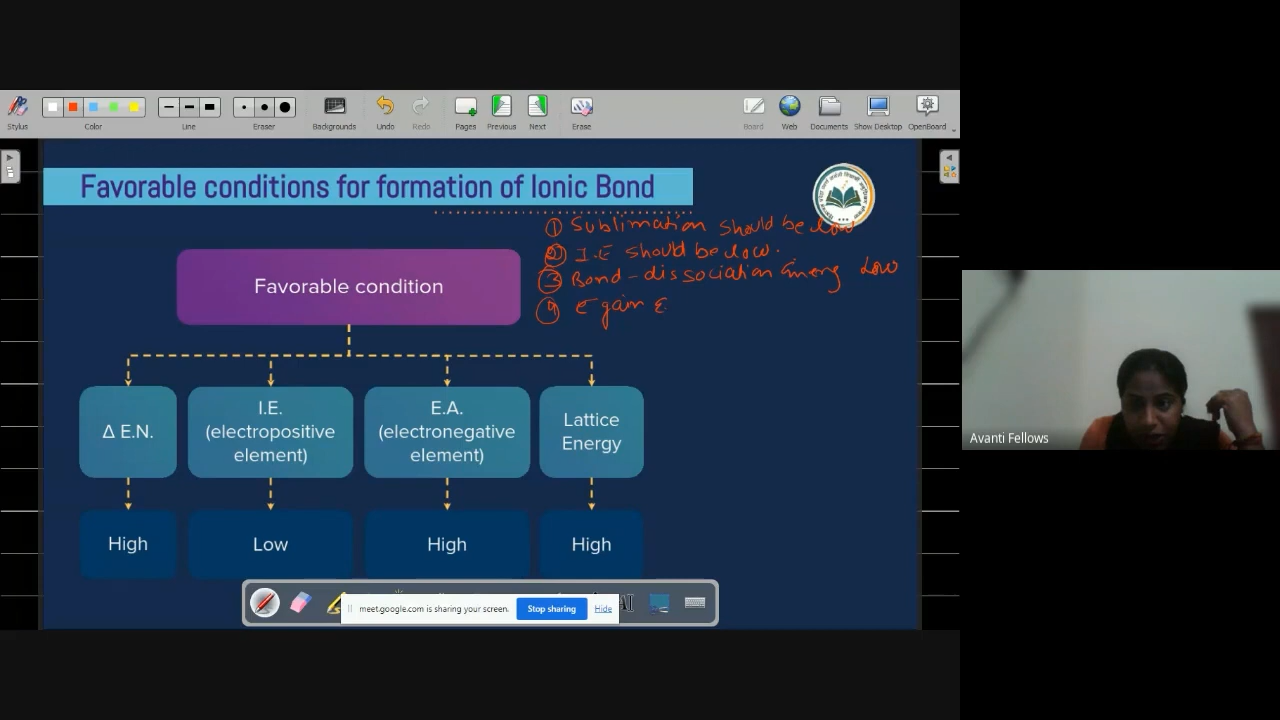 Stylus
Color
Line
Eraser
Backgrounds
Undo
Redo
Pages
Previous
Next
Erase
Board
Web
Documents
Show Desktop
OpenBoard
Favorable conditions for formation of Ionic Bond
① Sublimation should be low
② I.E should be low.
③ Bond-dissociation Energy Low
④ e gain E
Favorable condition
Δ E.N.
I.E.
(electropositive
element)
E.A.
(electronegative
element)
Lattice
Energy
High
Low
High
High
meet.google.com is sharing your screen.
Stop sharing
Hide
Avanti Fellows